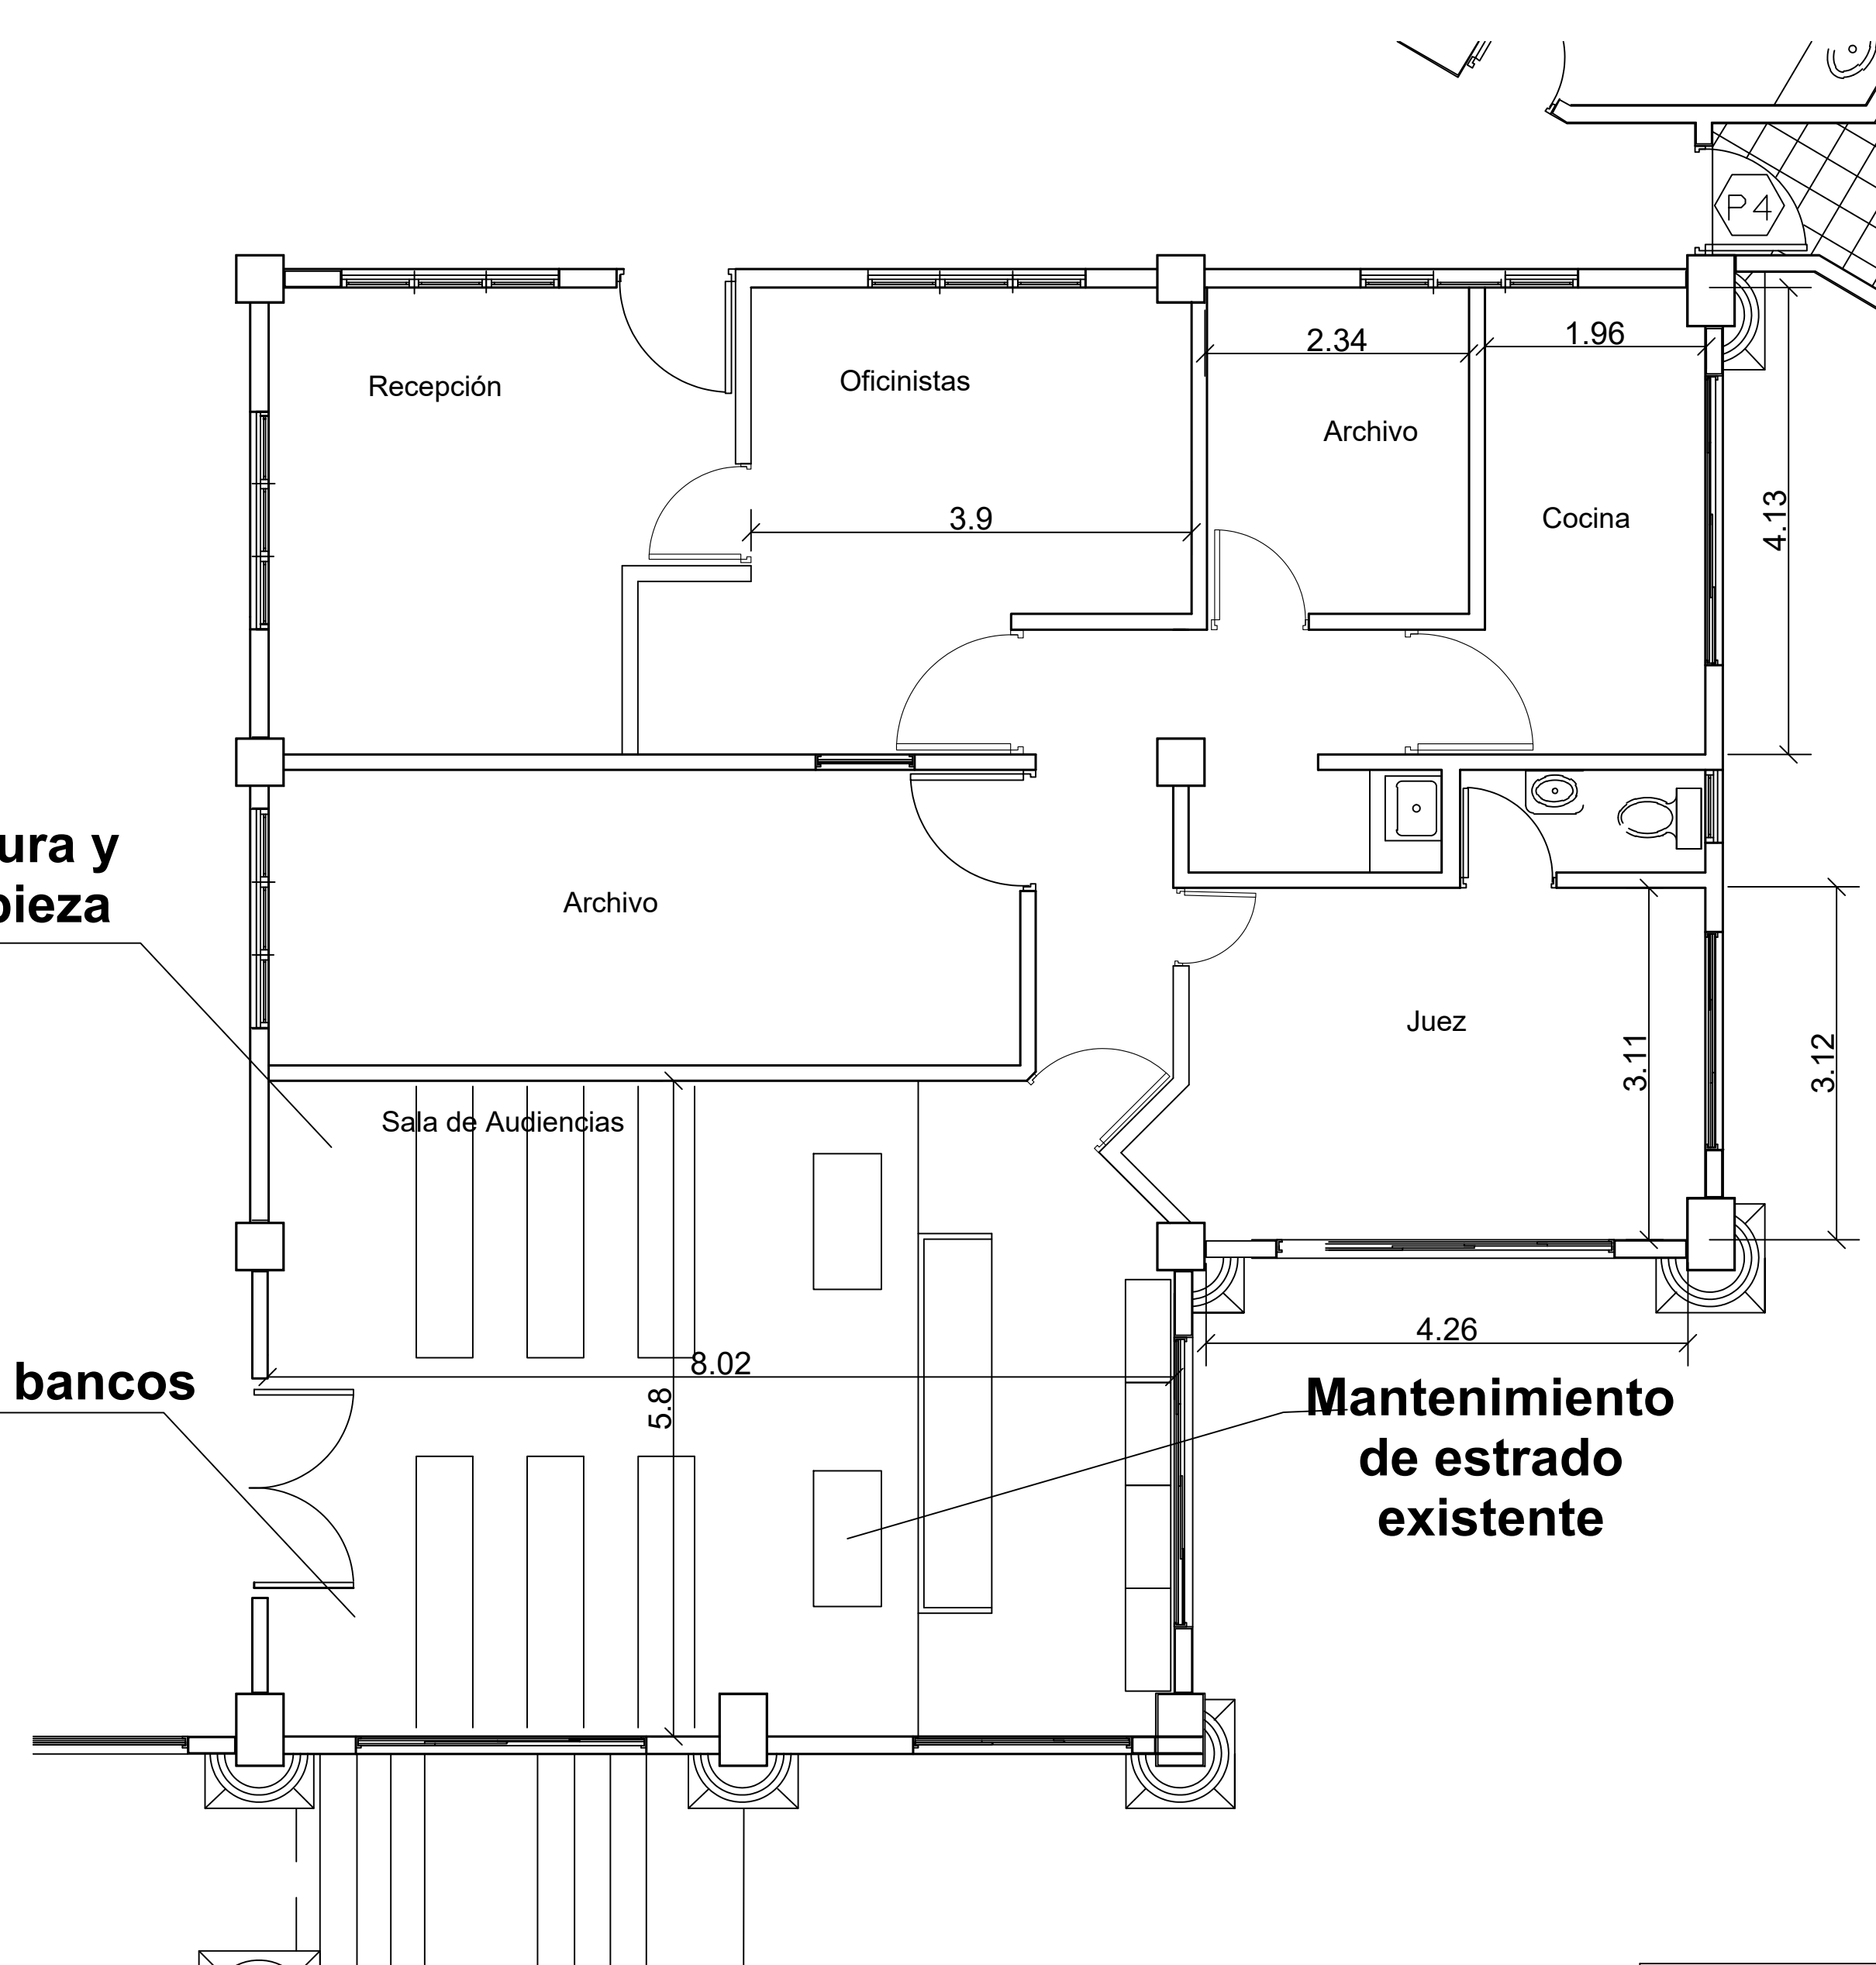 P4
2.34
1.96
Recepción
Oficinistas
Archivo
3.9
Cocina
4.13
ura y
pieza
Archivo
Juez
3.11
3.12
Sala de Audiencias
8.02
5.8
4.26
bancos
Mantenimiento
de estrado
existente